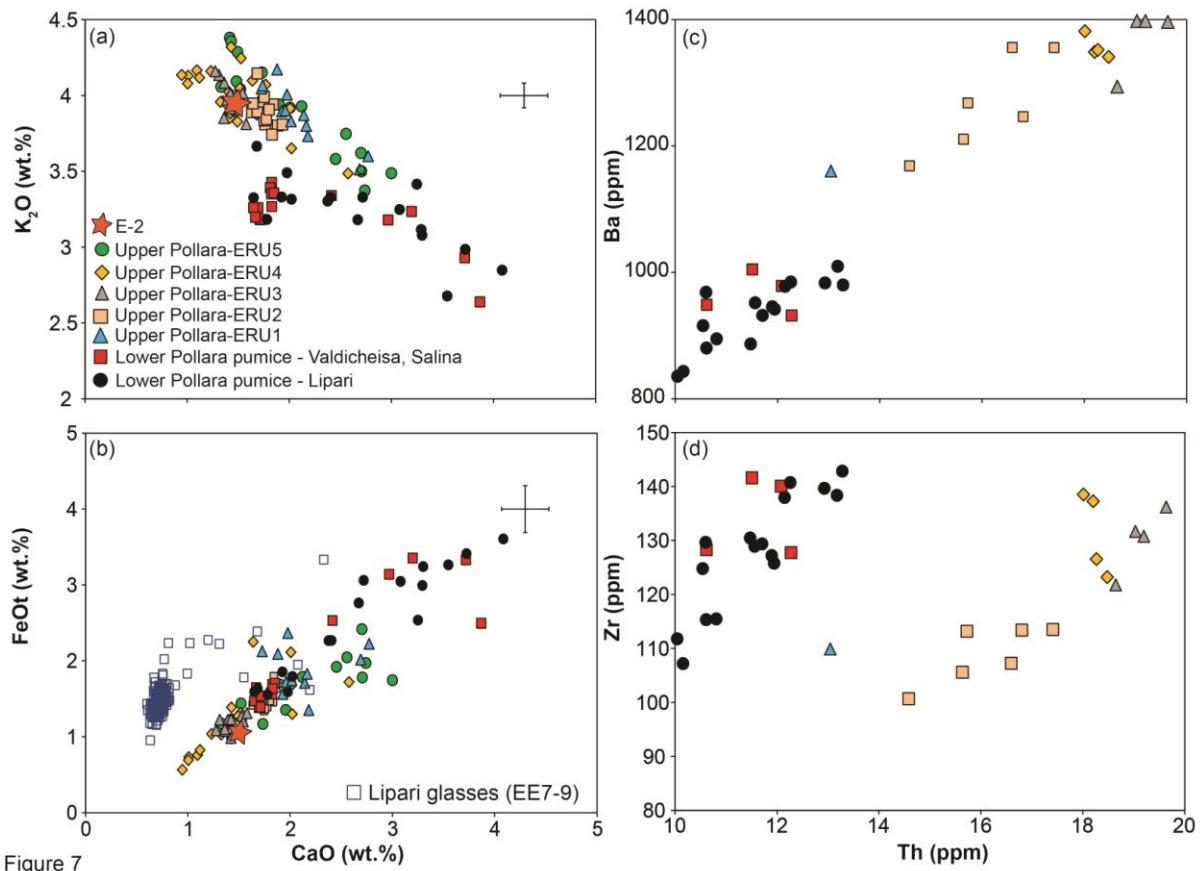 (a)
4.5
4
3.5
3
2.5
2
K₂O (wt.%)
E-2
Upper Pollara-ERU5
Upper Pollara-ERU4
Upper Pollara-ERU3
Upper Pollara-ERU2
Upper Pollara-ERU1
Lower Pollara pumice - Valdicheisa, Salina
Lower Pollara pumice - Lipari
(b)
5
4
3
2
1
0
FeOt (wt.%)
Lipari glasses (EE7-9)
0 1 2 3 4 5
CaO (wt.%)
(c)
1400
1200
1000
800
Ba (ppm)
(d)
150
140
130
120
110
100
90
80
Zr (ppm)
10 12 14 16 18 20
Th (ppm)
Figure 7